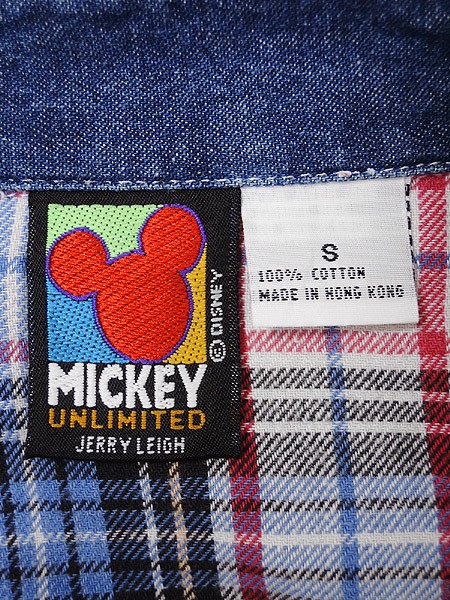 © DISNEY
MICKEY
UNLIMITED
JERRY LEIGH
S
100% COTTON
MADE IN HONG KONG